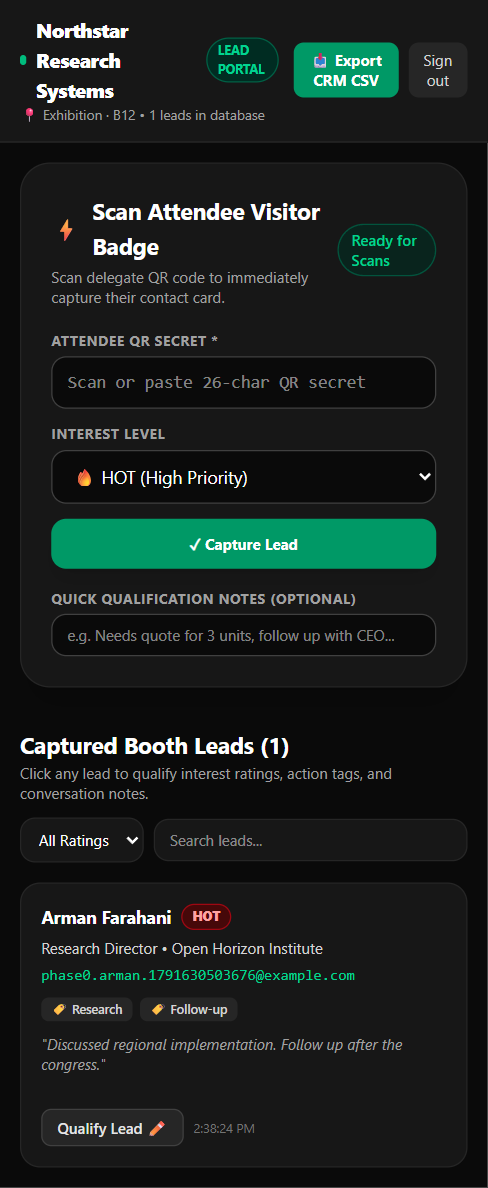 Northstar
Research
Systems
LEAD
PORTAL
📤 Export
CRM CSV
Sign
out
📍 Exhibition · B12 • 1 leads in database
⚡ Scan Attendee Visitor
Badge
Ready for
Scans
Scan delegate QR code to immediately
capture their contact card.
ATTENDEE QR SECRET *
Scan or paste 26-char QR secret
INTEREST LEVEL
🔥 HOT (High Priority)
✓ Capture Lead
QUICK QUALIFICATION NOTES (OPTIONAL)
e.g. Needs quote for 3 units, follow up with CEO...
Captured Booth Leads (1)
Click any lead to qualify interest ratings, action tags, and
conversation notes.
All Ratings
Search leads...
Arman Farahani HOT
Research Director • Open Horizon Institute
phase0.arman.1791630503676@example.com
🏷️ Research 🏷️ Follow-up
"Discussed regional implementation. Follow up after the
congress."
Qualify Lead ✏️ 2:38:24 PM